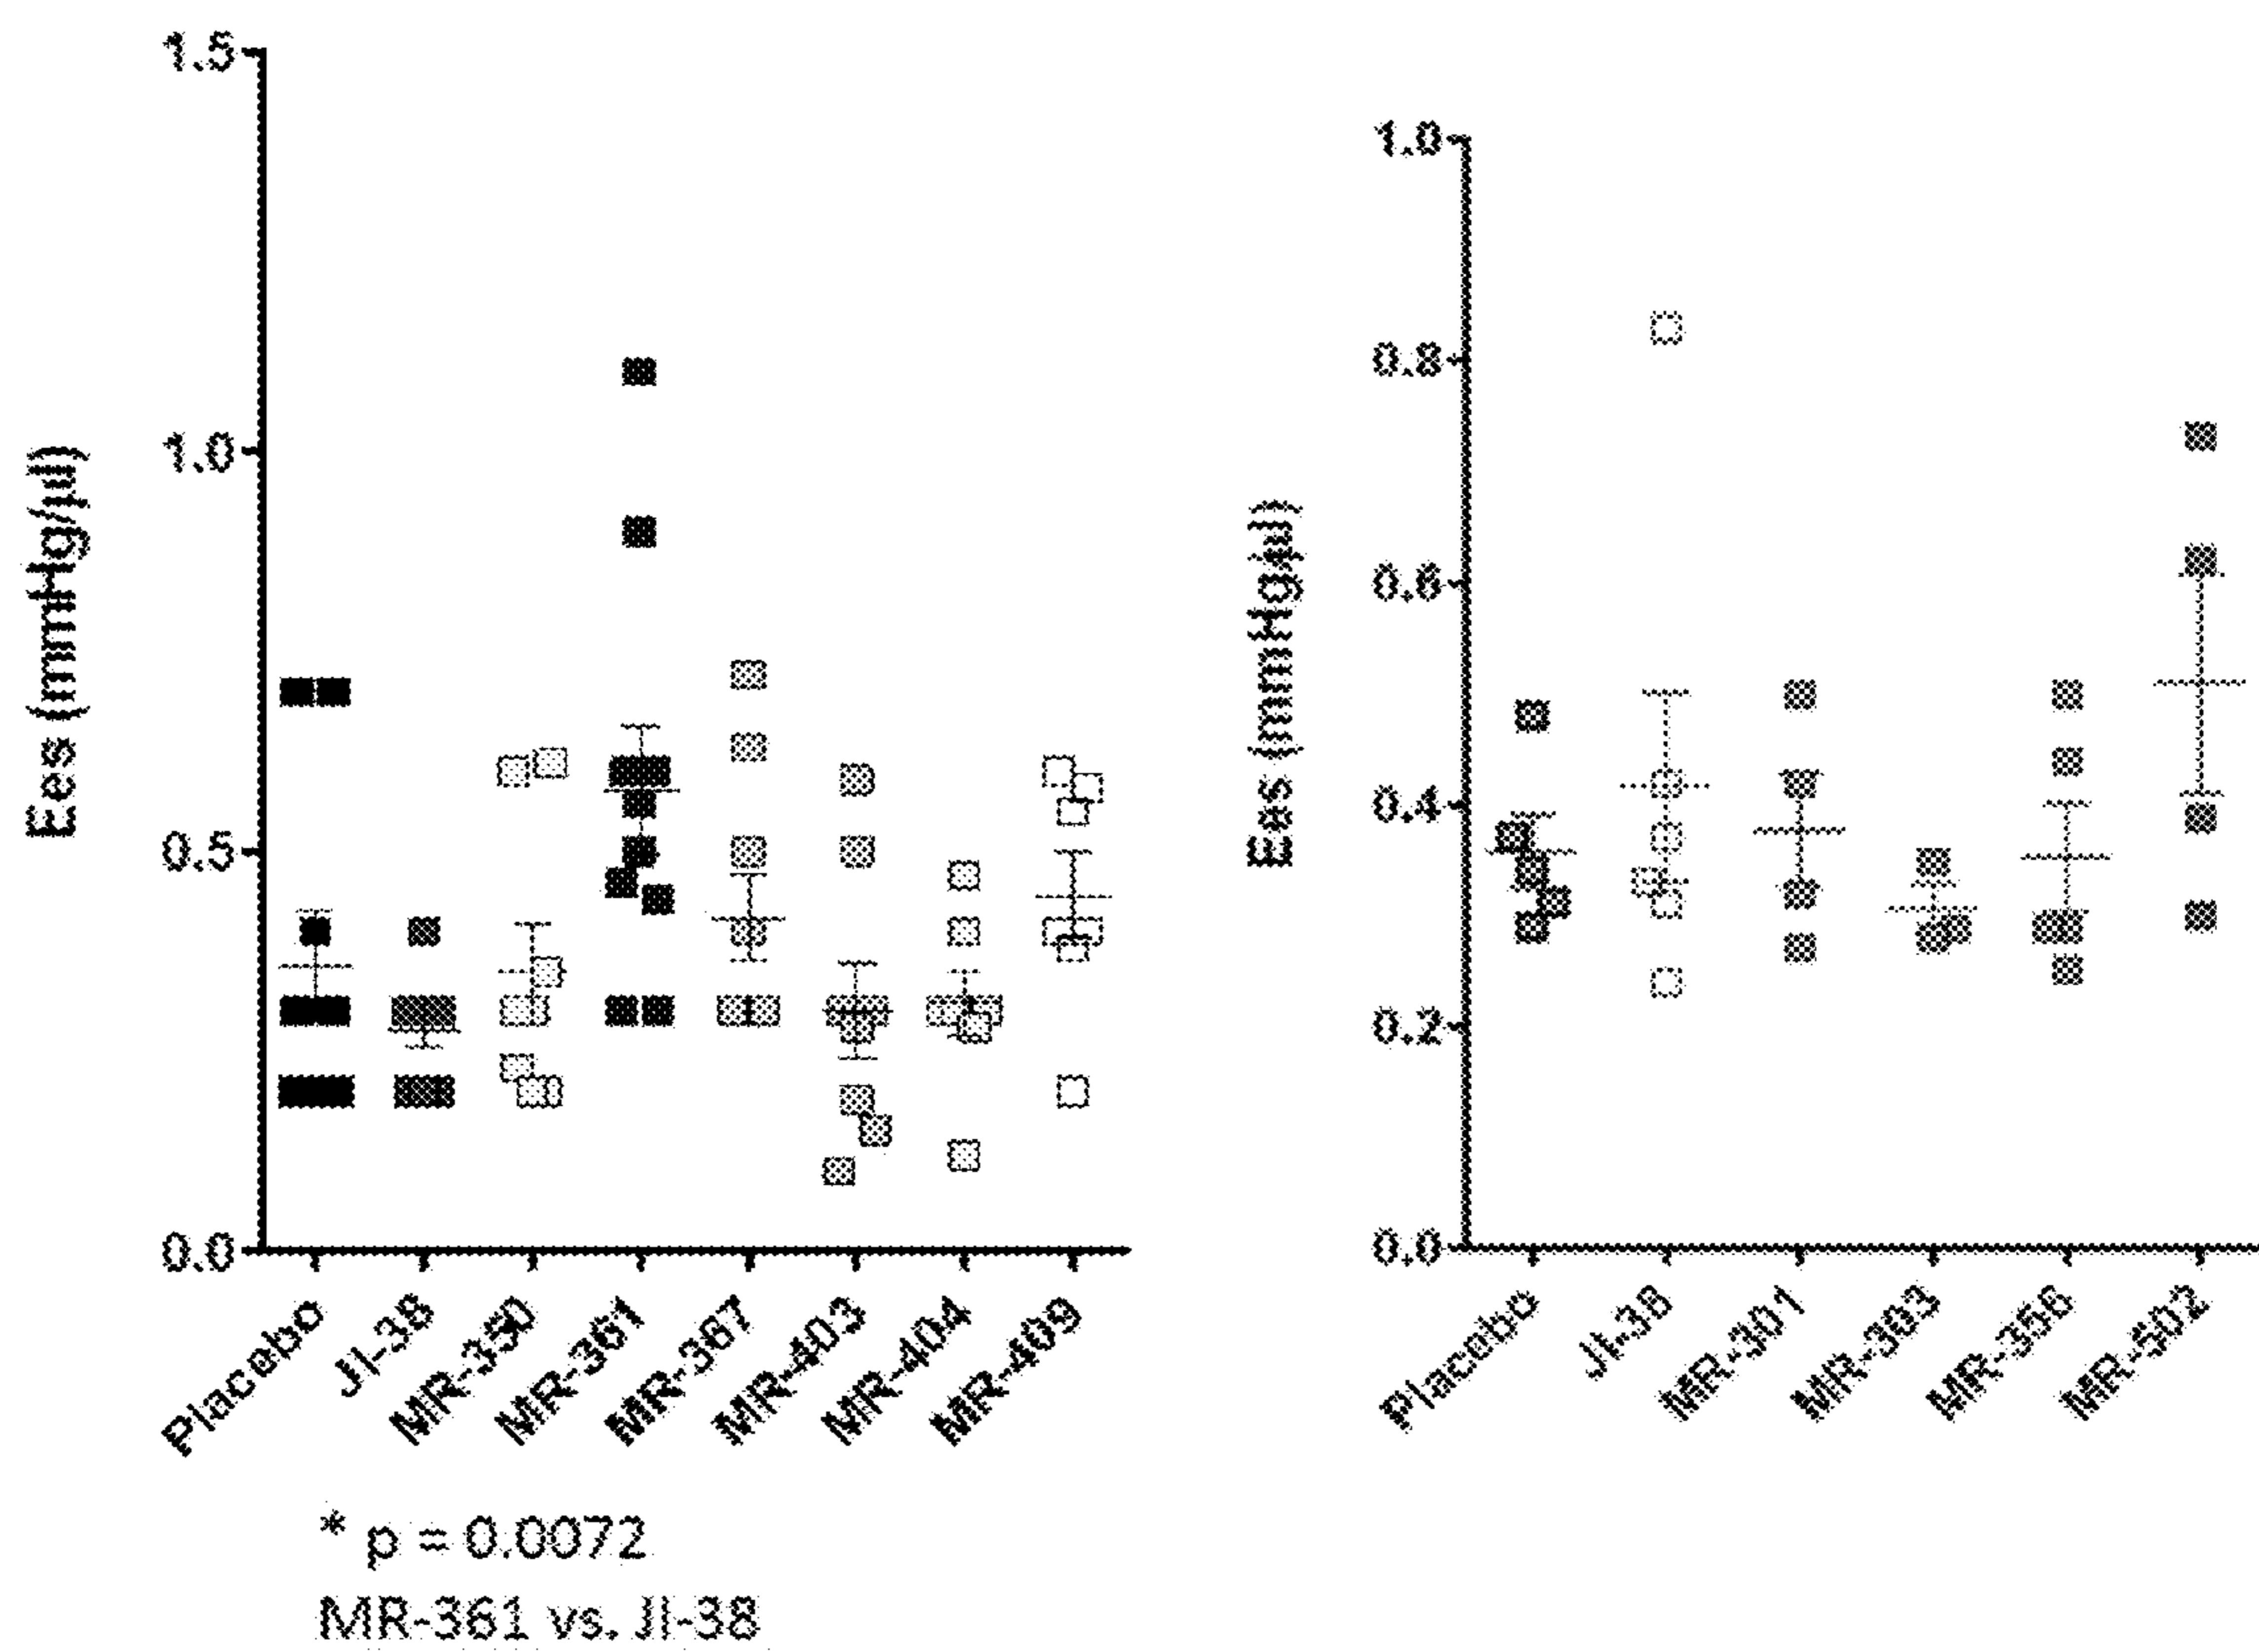 Ees (mmHg/µl)
1.5
1.0
0.5
0.0
Placebo
JI-38
MR-350
MR-361
MR-367
MR-403
MR-404
MR-409
* p = 0.0072
MR-361 vs. JI-38
Ees (mmHg/µl)
1.0
0.8
0.6
0.4
0.2
0.0
Placebo
JI-38
MR-301
MR-303
MR-356
MR-502